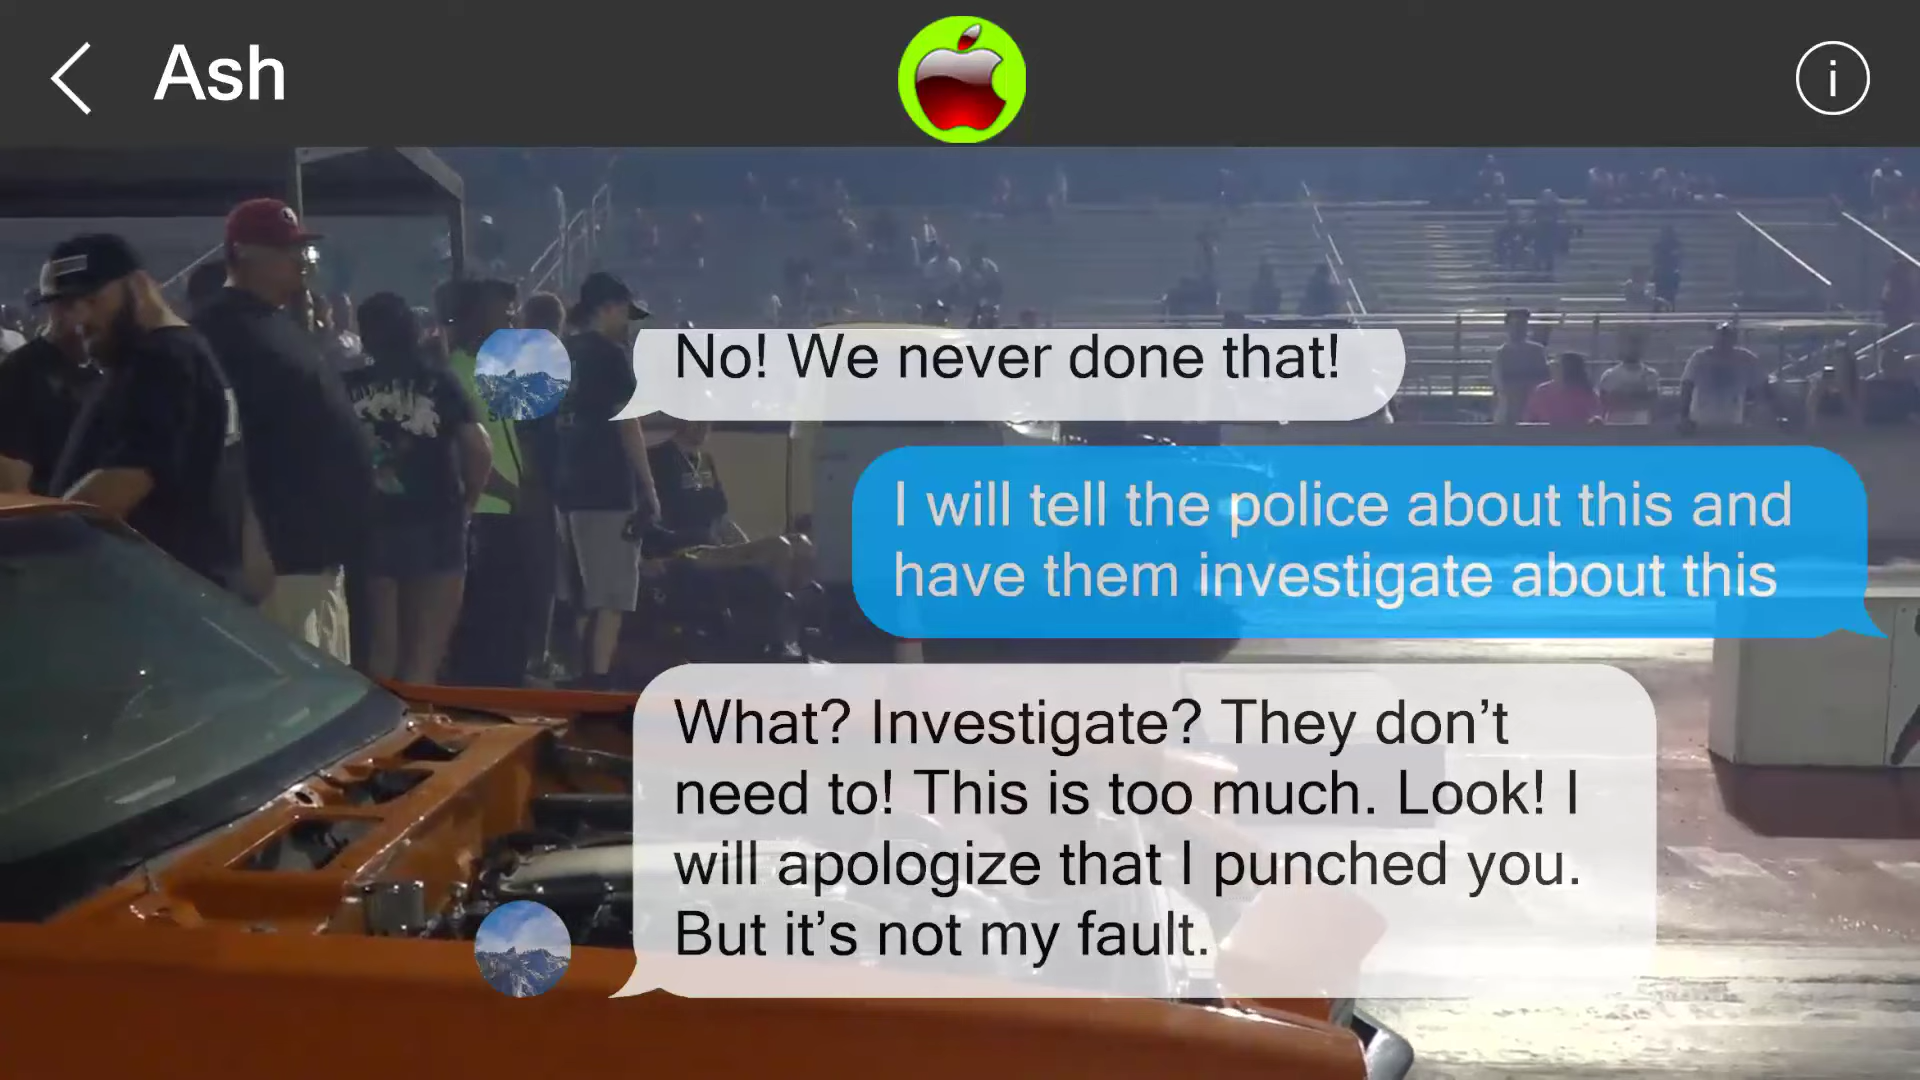 Ash
No! We never done that!
I will tell the police about this and
have them investigate about this
What? Investigate? They don’t
need to! This is too much. Look! I
will apologize that I punched you.
But it’s not my fault.